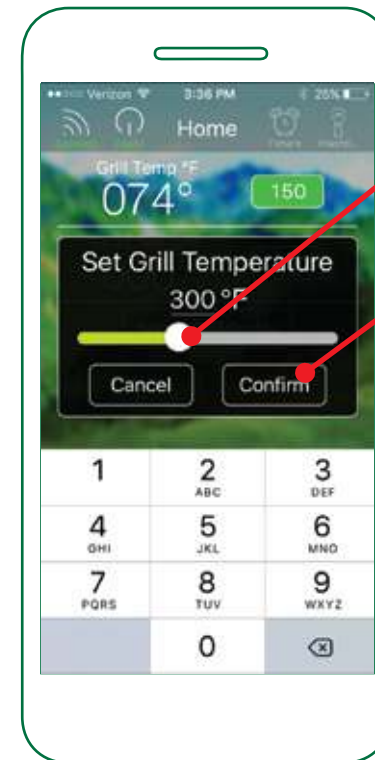 Verizon 3:36 PM 25%
Home
Timers
Grill Temp °F
074° 150
Set Grill Temperature
300 °F
Cancel Confirm
1 2 3
ABC DEF
4 5 6
GHI JKL MNO
7 8 9
PQRS TUV WXYZ
0